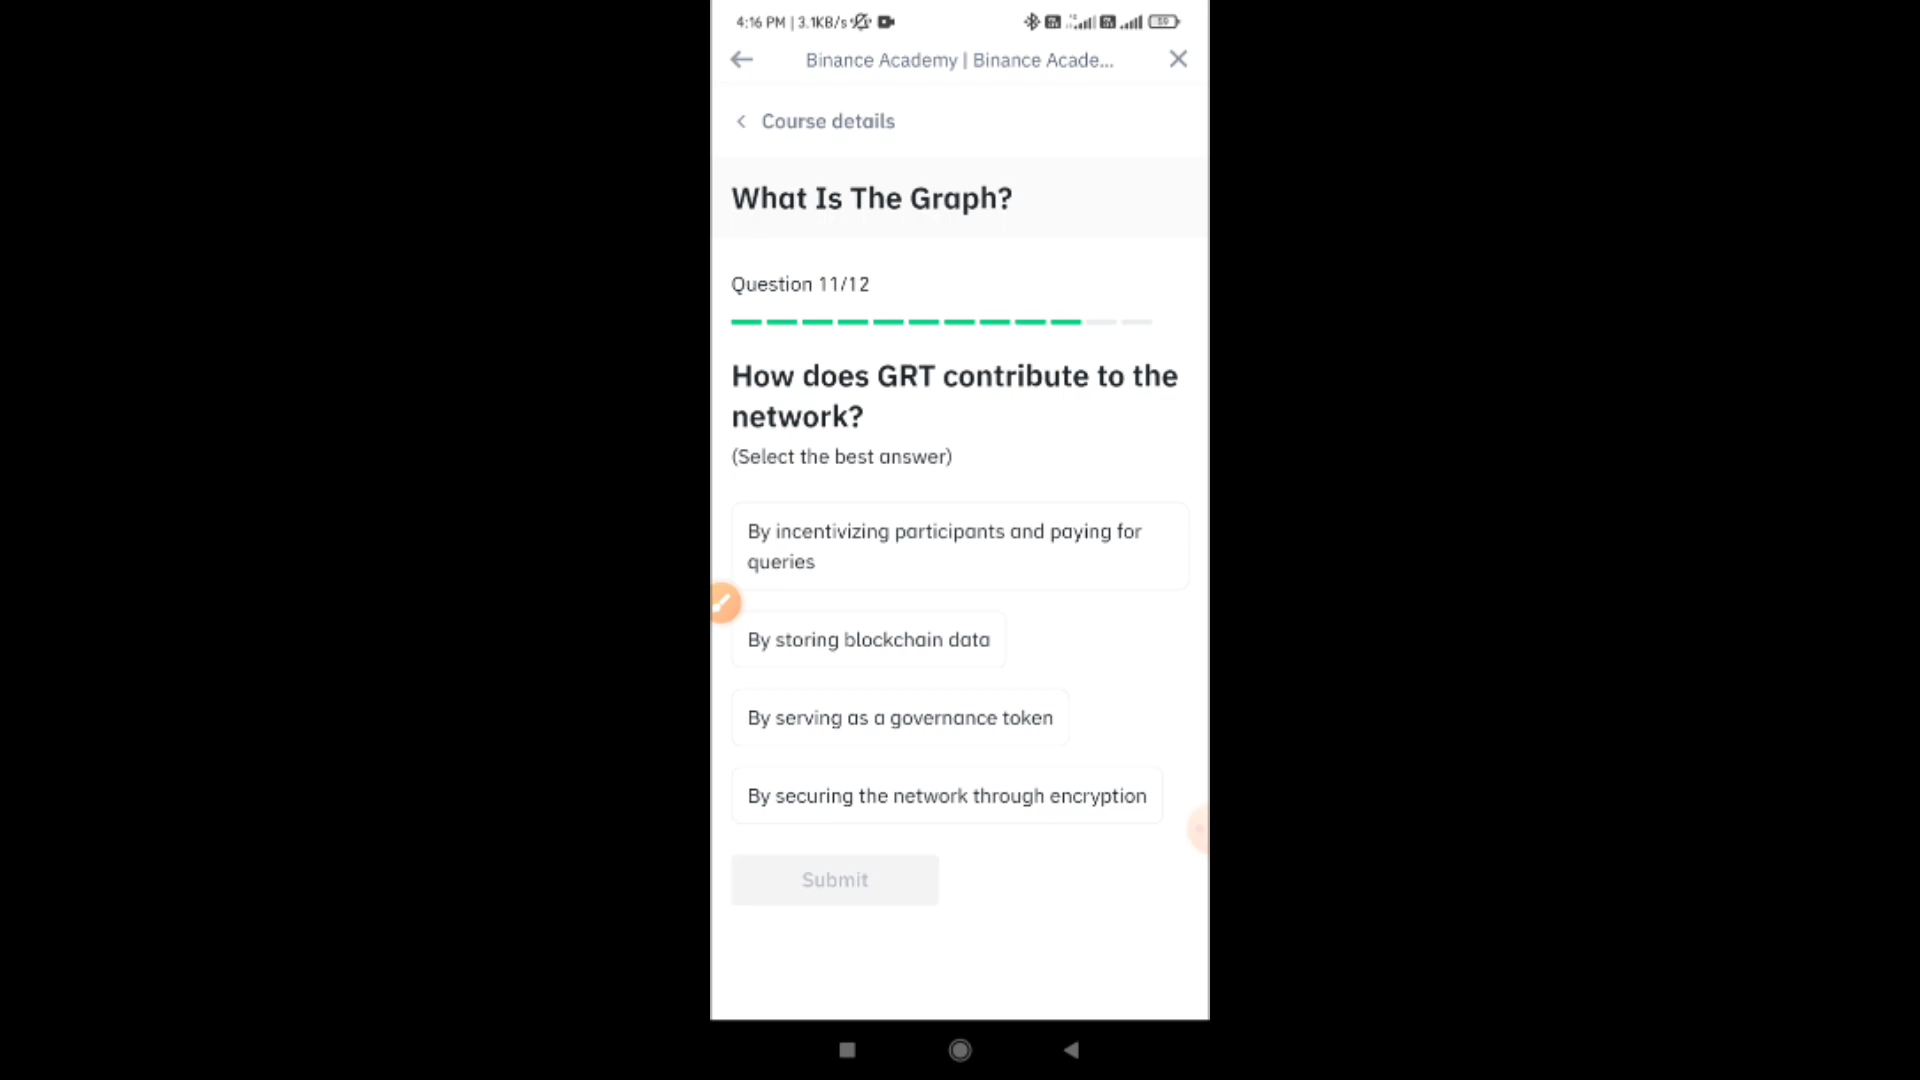 4:16 PM | 3.1KB/s
59
Binance Academy | Binance Acade...
Course details
What Is The Graph?
Question 11/12
How does GRT contribute to the
network?
(Select the best answer)
By incentivizing participants and paying for
queries
By storing blockchain data
By serving as a governance token
By securing the network through encryption
Submit